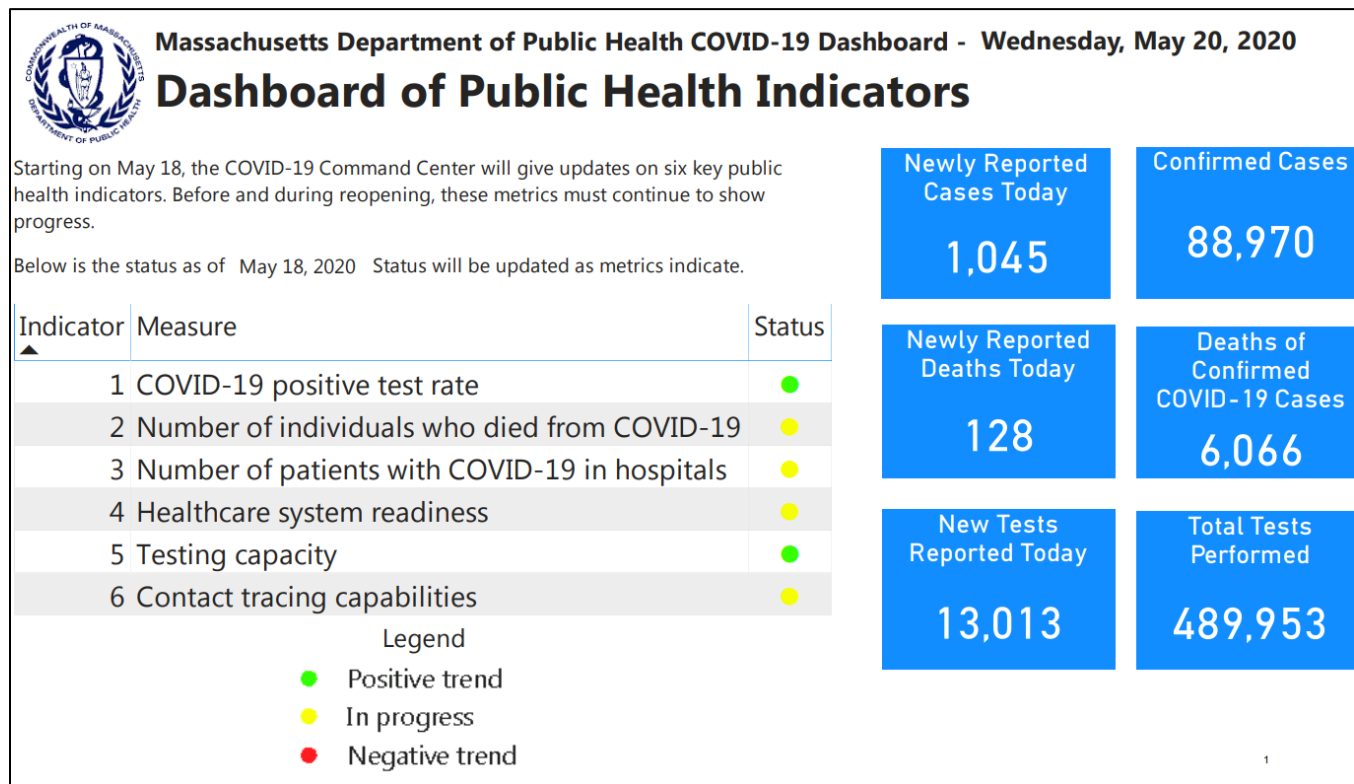 COMMONWEALTH OF MASSACHUSETTS
DEPARTMENT OF PUBLIC HEALTH
Massachusetts Department of Public Health COVID-19 Dashboard - Wednesday, May 20, 2020
Dashboard of Public Health Indicators
Starting on May 18, the COVID-19 Command Center will give updates on six key public
health indicators. Before and during reopening, these metrics must continue to show
progress.
Below is the status as of May 18, 2020 Status will be updated as metrics indicate.
Indicator Measure Status
1 COVID-19 positive test rate
2 Number of individuals who died from COVID-19
3 Number of patients with COVID-19 in hospitals
4 Healthcare system readiness
5 Testing capacity
6 Contact tracing capabilities
Legend
Positive trend
In progress
Negative trend
Newly Reported
Cases Today
1,045
Confirmed Cases
88,970
Newly Reported
Deaths Today
128
Deaths of
Confirmed
COVID-19 Cases
6,066
New Tests
Reported Today
13,013
Total Tests
Performed
489,953
1